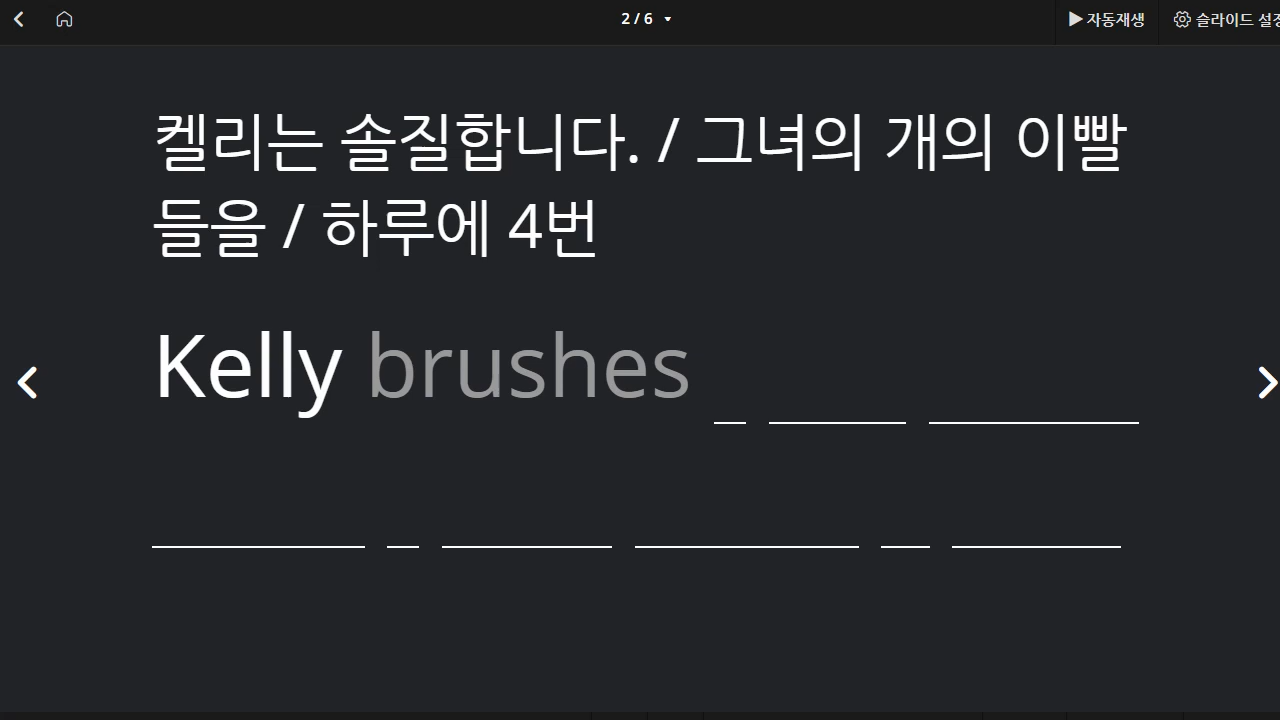 2 / 6
자동재생
슬라이드 설정
켈리는 솔질합니다. / 그녀의 개의 이빨
들을 / 하루에 4번
Kelly brushes